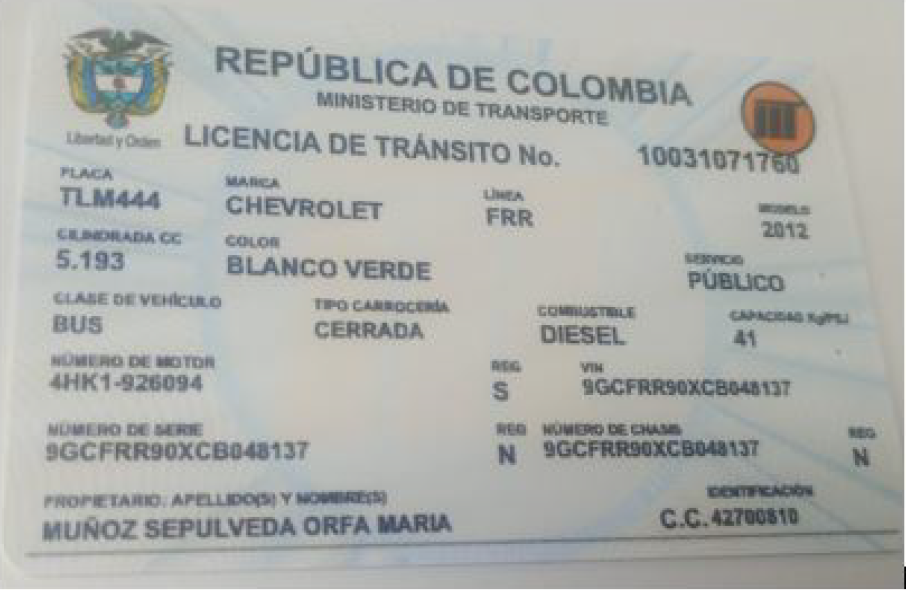 REPÚBLICA DE COLOMBIA
MINISTERIO DE TRANSPORTE
Libertad y Orden
LICENCIA DE TRÁNSITO No. 10031071760
PLACA MARCA LÍNEA MODELO
TLM444 CHEVROLET FRR 2012
CILINDRADA CC COLOR SERVICIO
5.193 BLANCO VERDE PÚBLICO
CLASE DE VEHÍCULO TIPO CARROCERÍA COMBUSTIBLE CAPACIDAD Kg/PSJ
BUS CERRADA DIESEL 41
NÚMERO DE MOTOR REG VIN
4HK1-926094 S 9GCFRR90XCB048137
NÚMERO DE SERIE REG NÚMERO DE CHASIS REG
9GCFRR90XCB048137 N 9GCFRR90XCB048137 N
PROPIETARIO: APELLIDO(S) Y NOMBRE(S) IDENTIFICACIÓN
MUÑOZ SEPULVEDA ORFA MARIA C.C. 42700810